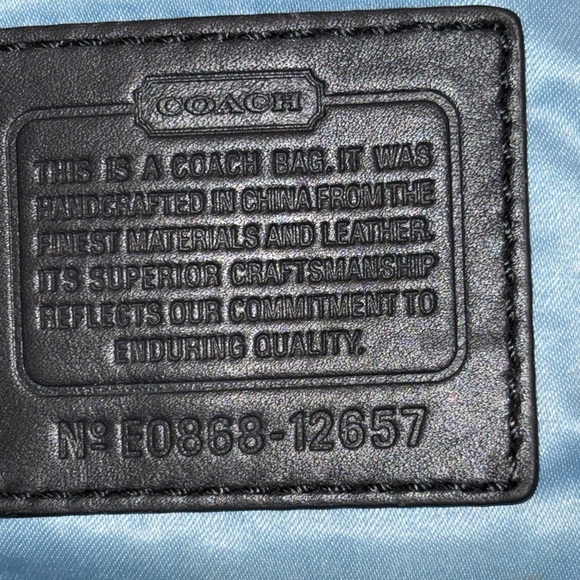 COACH
THIS IS A COACH BAG. IT WAS
HANDCRAFTED IN CHINA FROM THE
FINEST MATERIALS AND LEATHER.
ITS SUPERIOR CRAFTSMANSHIP
REFLECTS OUR COMMITMENT TO
ENDURING QUALITY.
Nº E0868-12657